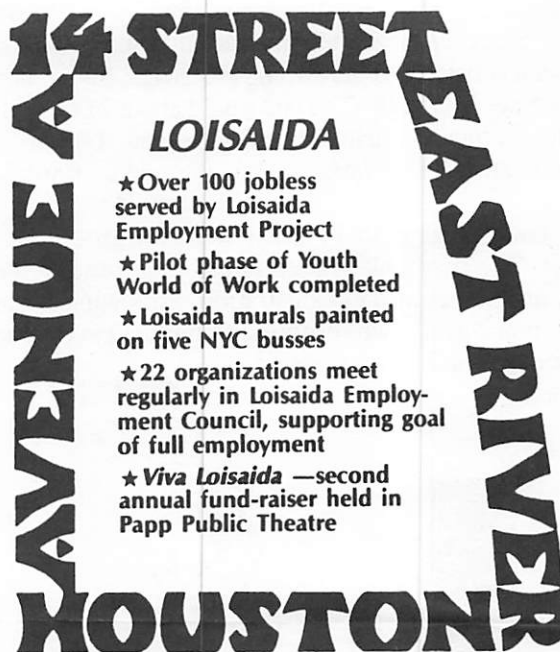 14 STREET
EAST RIVER
AVENUE A
LOISAIDA
★Over 100 jobless
served by Loisaida
Employment Project
★Pilot phase of Youth
World of Work completed
★Loisaida murals painted
on five NYC busses
★22 organizations meet
regularly in Loisaida Employ-
ment Council, supporting goal
of full employment
★Viva Loisaida —second
annual fund-raiser held in
Papp Public Theatre
HOUSTON